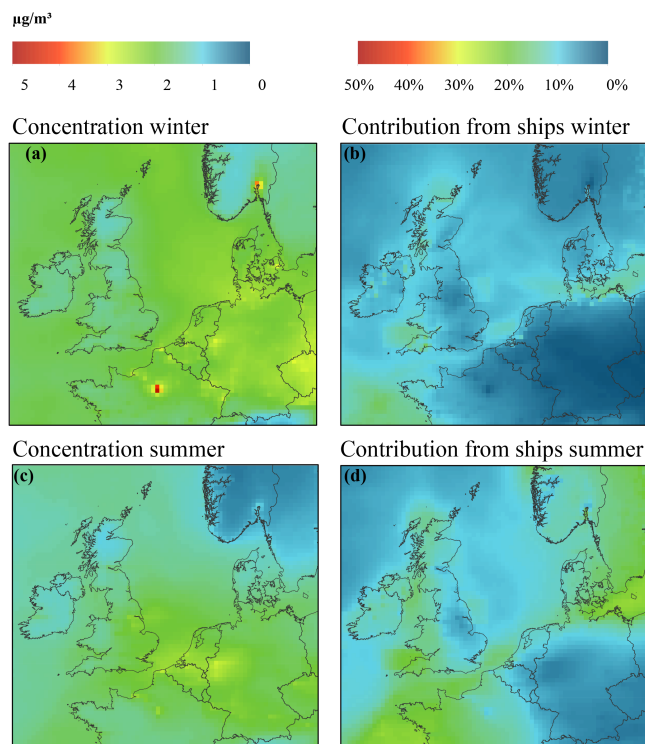 µg/m³
5 4 3 2 1 0
50% 40% 30% 20% 10% 0%
Concentration winter
Contribution from ships winter
(a)
(b)
Concentration summer
Contribution from ships summer
(c)
(d)